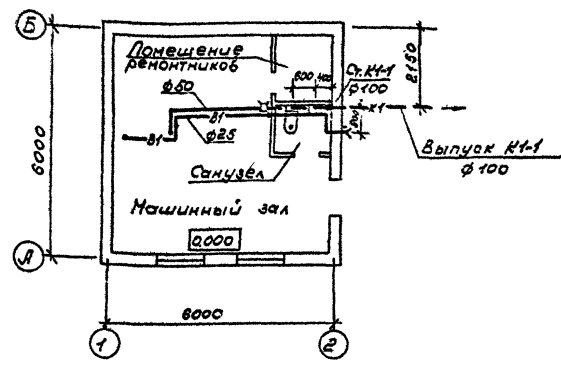 Б
Помещение
ремонтников
600
400
Ст.К1-1
ф100
2150
ф50
В1
К1
В1
ф25
Выпуск К1-1
ф100
6000
Санузел
Машинный зал
0,000
А
6000
1
2